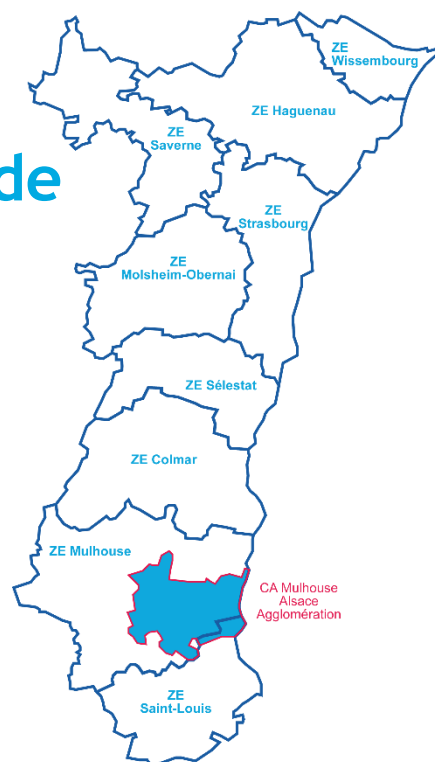 ZE
Wissembourg
ZE Haguenau
ZE
Saverne
de
ZE
Strasbourg
ZE
Molsheim-Obernai
ZE Sélestat
ZE Colmar
ZE Mulhouse
CA Mulhouse
Alsace
Agglomération
ZE
Saint-Louis